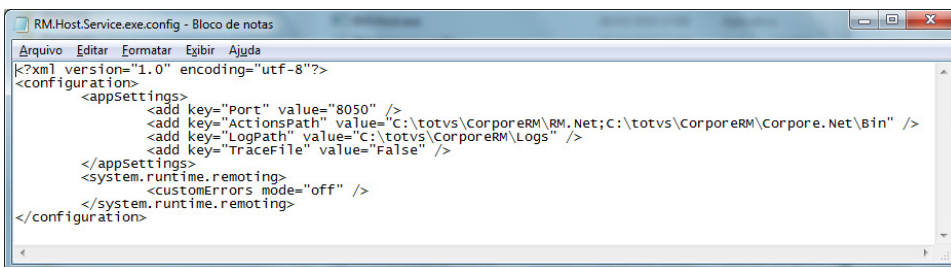 RM.Host.Service.exe.config - Bloco de notas
Arquivo Editar Formatar Exibir Ajuda
<?xml version="1.0" encoding="utf-8"?>
<configuration>
<appSettings>
<add key="Port" value="8050" />
<add key="ActionsPath" value="C:\totvs\CorporeRM\RM.Net;C:\totvs\CorporeRM\Corpore.Net\Bin" />
<add key="LogPath" value="C:\totvs\CorporeRM\Logs" />
<add key="TraceFile" value="False" />
</appSettings>
<system.runtime.remoting>
<customErrors mode="off" />
</system.runtime.remoting>
</configuration>